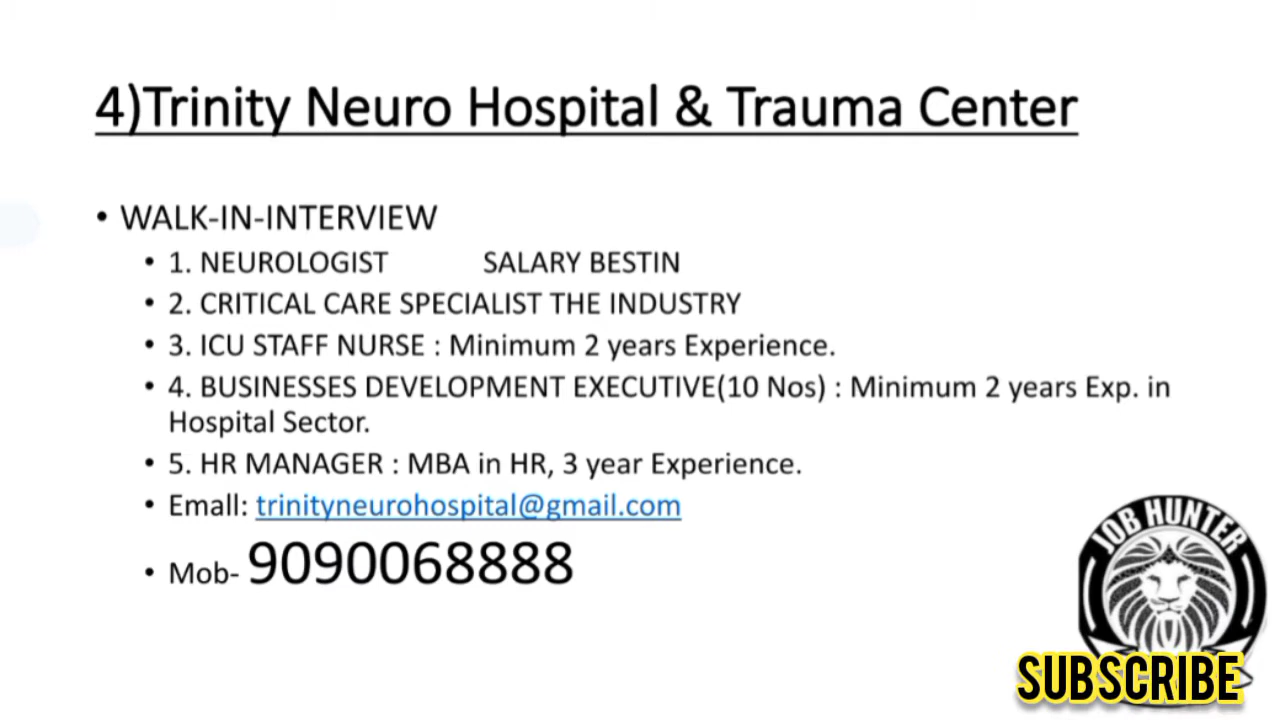 4)Trinity Neuro Hospital & Trauma Center
• WALK-IN-INTERVIEW
• 1. NEUROLOGIST SALARY BESTIN
• 2. CRITICAL CARE SPECIALIST THE INDUSTRY
• 3. ICU STAFF NURSE : Minimum 2 years Experience.
• 4. BUSINESSES DEVELOPMENT EXECUTIVE(10 Nos) : Minimum 2 years Exp. in
Hospital Sector.
• 5. HR MANAGER : MBA in HR, 3 year Experience.
• Emall: trinityneurohospital@gmail.com
• Mob- 9090068888
JOB HUNTER
SUBSCRIBE